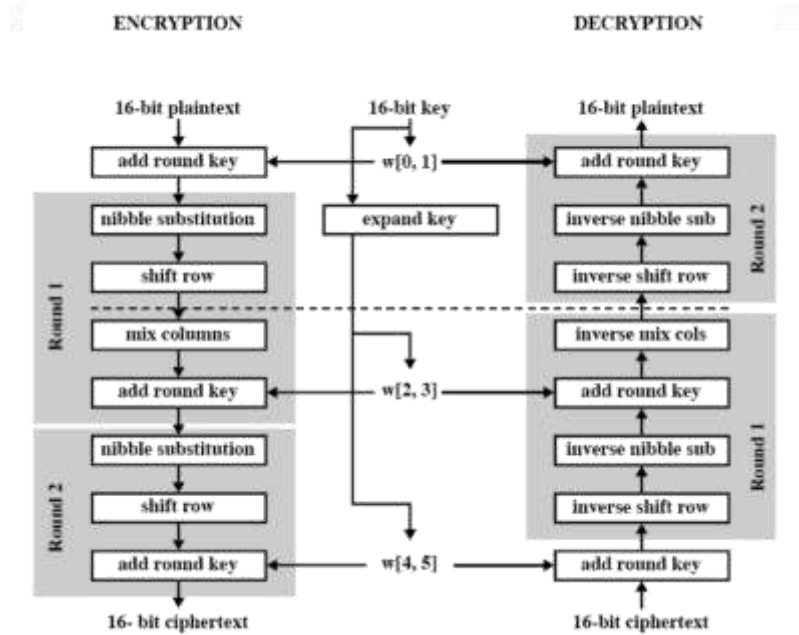 ENCRYPTION
DECRYPTION
16-bit plaintext
16-bit key
16-bit plaintext
add round key
w[0, 1]
add round key
Round 1
nibble substitution
expand key
inverse nibble sub
Round 2
shift row
inverse shift row
mix columns
inverse mix cols
add round key
w[2, 3]
add round key
Round 2
nibble substitution
inverse nibble sub
Round 1
shift row
inverse shift row
add round key
w[4, 5]
add round key
16- bit ciphertext
16-bit ciphertext